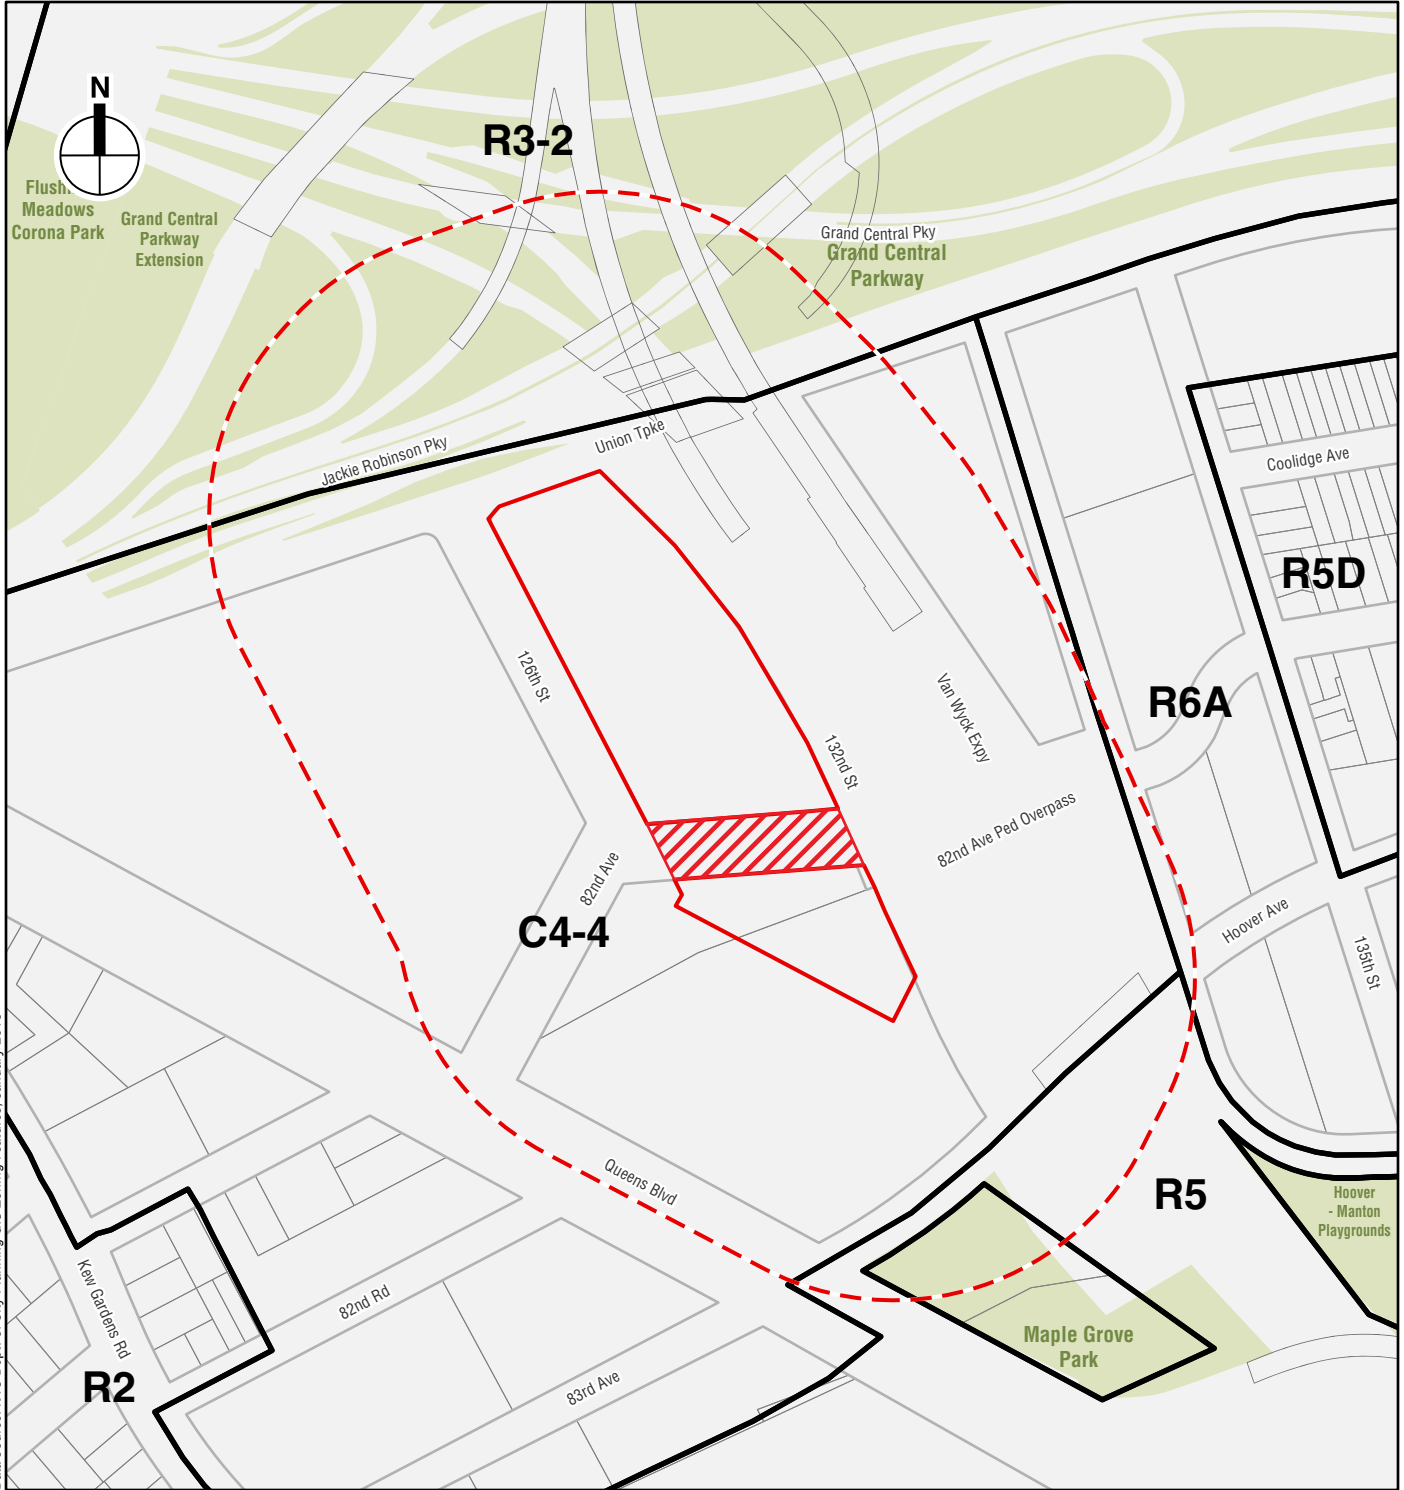 N
R3-2
Meadows
Corona Park
Grand Central
Parkway
Extension
Grand Central Pky
Grand Central
Parkway
Jackie Robinson Pky
Union Tpke
Coolidge Ave
R5D
126th St
Van Wyck Expy
R6A
132nd St
82nd Ave Ped Overpass
82nd Ave
C4-4
Hoover Ave
135th St
Queens Blvd
R5
Hoover
- Manton
Playgrounds
Kew Gardens Rd
82nd Rd
Maple Grove
Park
R2
83rd Ave